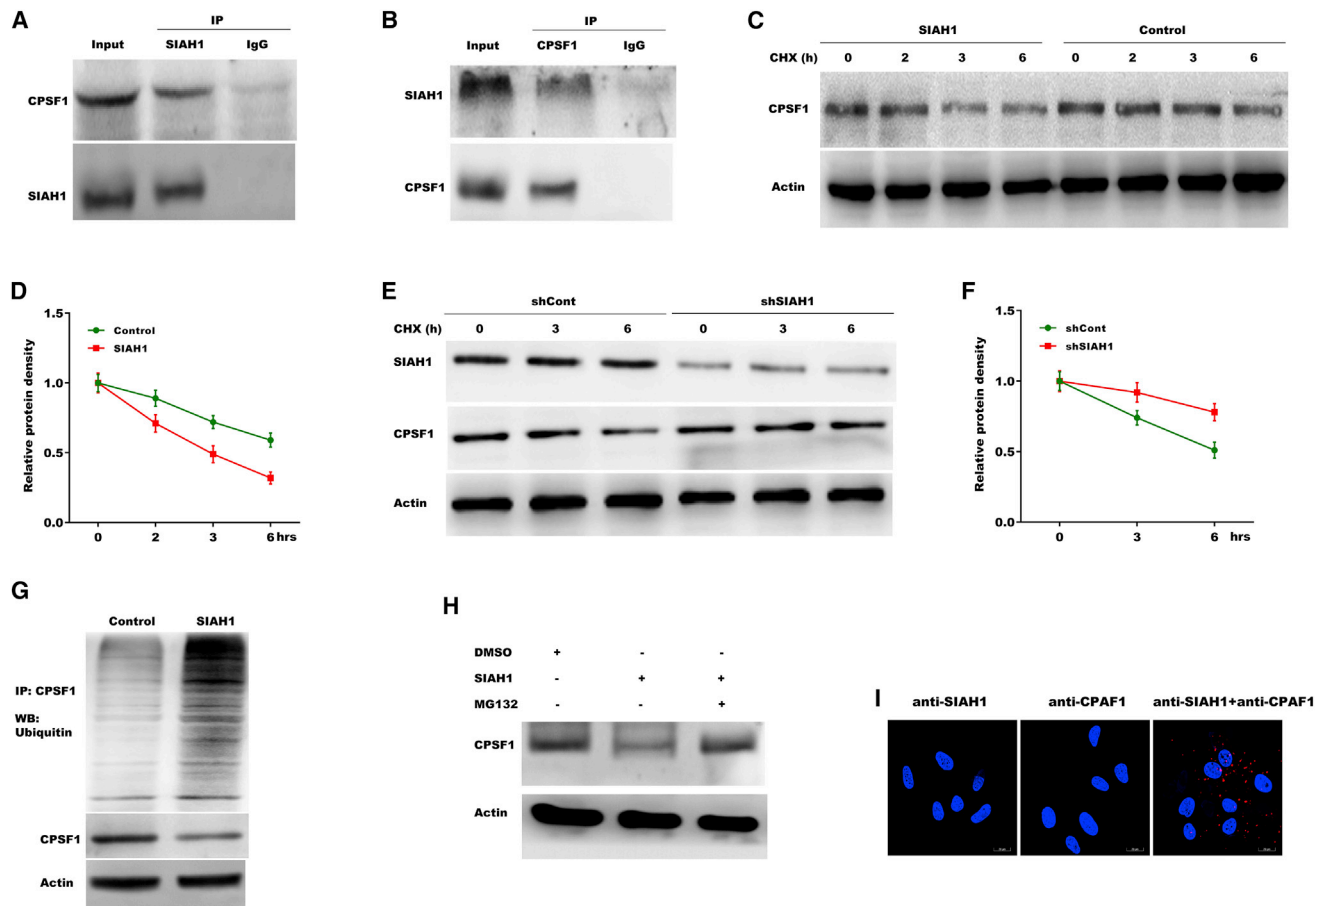 A
IP
Input SIAH1 IgG
CPSF1
SIAH1
B
IP
Input CPSF1 IgG
SIAH1
CPSF1
C
SIAH1 Control
CHX (h) 0 2 3 6 0 2 3 6
CPSF1
Actin
D
Relative protein density
1.5
1.0
0.5
0.0
Control
SIAH1
0 2 3 6 hrs
E
shCont shSIAH1
CHX (h) 0 3 6 0 3 6
SIAH1
CPSF1
Actin
F
Relative protein density
1.5
1.0
0.5
0.0
shCont
shSIAH1
0 3 6 hrs
G
Control SIAH1
IP: CPSF1
WB:
Ubiquitin
CPSF1
Actin
H
DMSO + - -
SIAH1 - + +
MG132 - - +
CPSF1
Actin
I
anti-SIAH1 anti-CPAF1 anti-SIAH1+anti-CPAF1